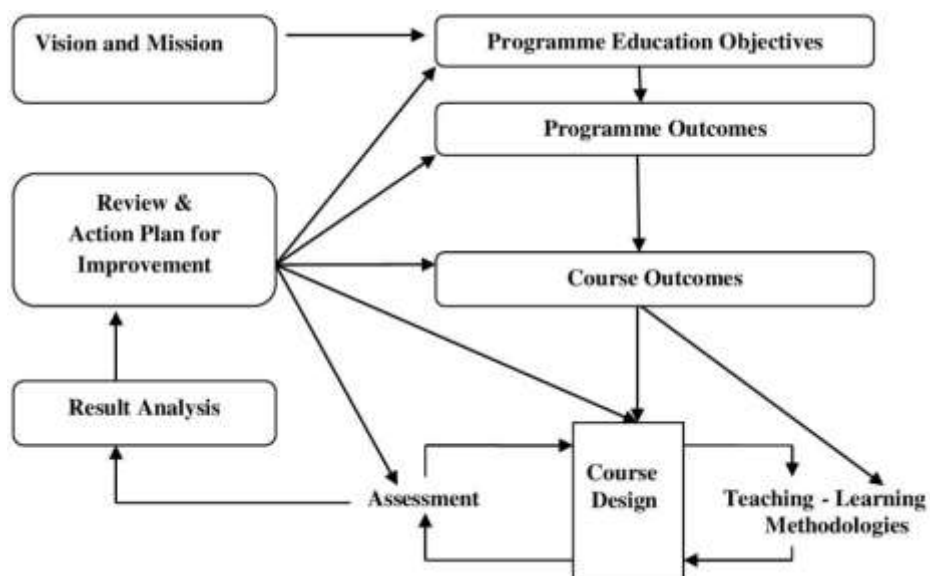 Vision and Mission
Programme Education Objectives
Programme Outcomes
Review &
Action Plan for
Improvement
Course Outcomes
Result Analysis
Assessment
Course
Design
Teaching - Learning
Methodologies